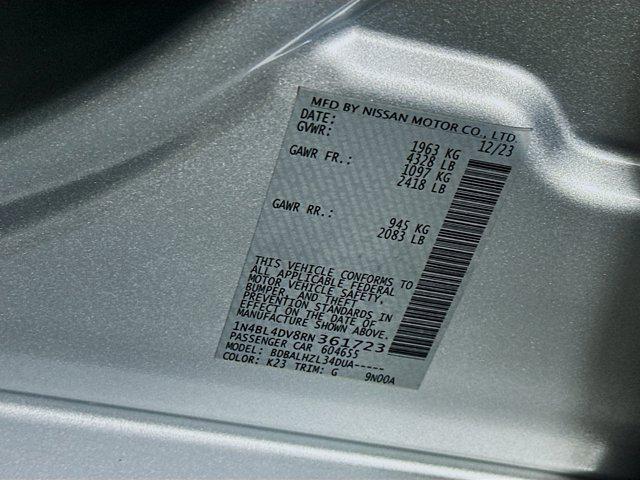 MFD BY NISSAN MOTOR CO., LTD
DATE: 12/23
GVWR: 1963 KG
4328 LB
GAWR FR.: 1097 KG
2418 LB
GAWR RR.: 945 KG
2083 LB
THIS VEHICLE CONFORMS TO
ALL APPLICABLE FEDERAL
MOTOR VEHICLE SAFETY,
BUMPER, AND THEFT
PREVENTION STANDARDS IN
EFFECT ON THE DATE OF
MANUFACTURE SHOWN ABOVE.
1N4BL4DV8RN361723
PASSENGER CAR 604655
MODEL: BDBALHZL34DUA-----
COLOR: K23 TRIM: G 9N00A